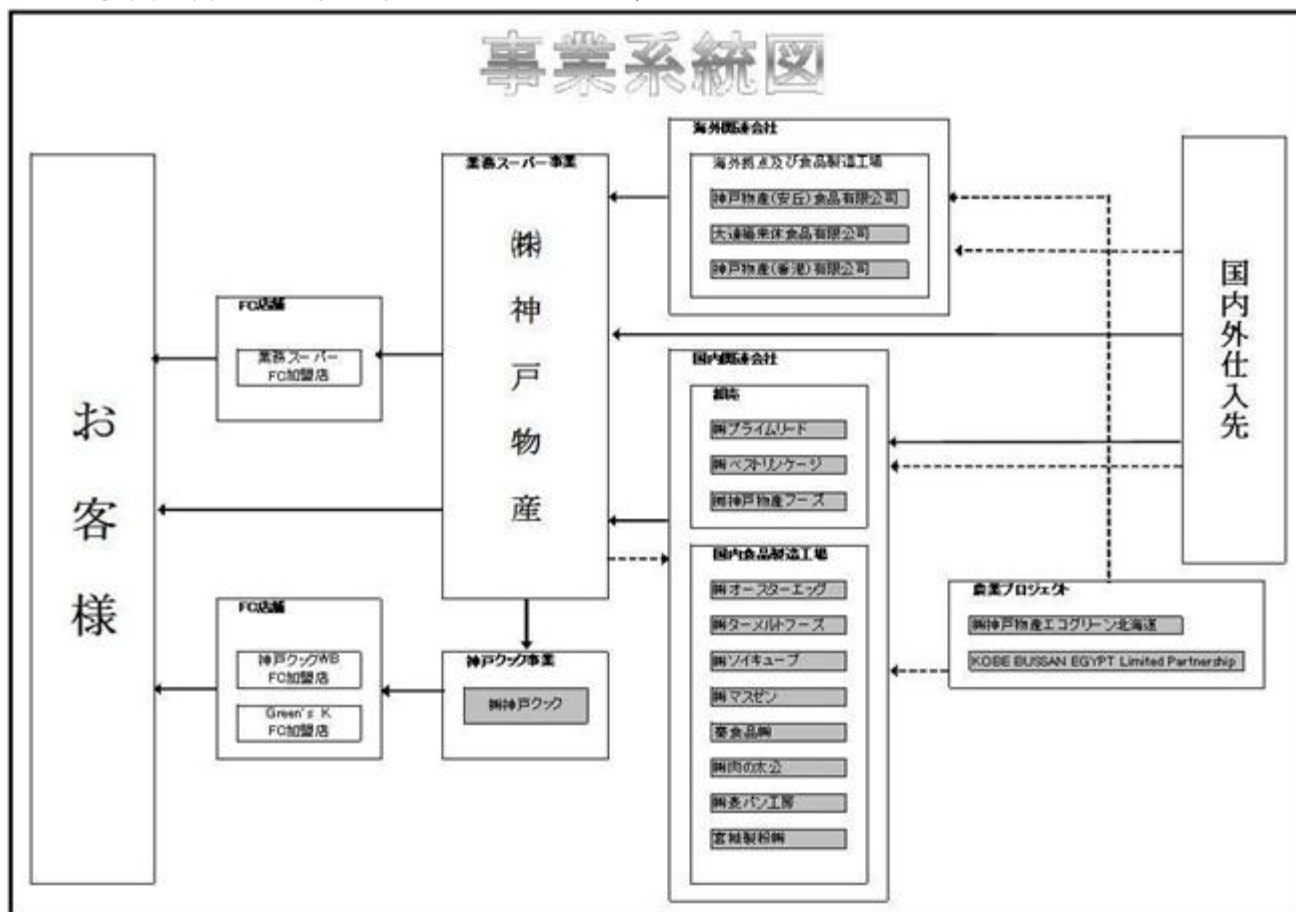 事業系統図
お客様
FC店舗
業務スーパー
FC加盟店
FC店舗
神戸クックWB
FC加盟店
Green's K
FC加盟店
業務スーパー事業
㈱神戸物産
神戸クック事業
㈱神戸クック
海外関連会社
海外拠点及び食品製造工場
神戸物産(安丘)食品有限公司
大連福来休食品有限公司
神戸物産(香港)有限公司
国内関連会社
卸売
㈱プライムリード
㈱ベストリンケージ
㈱神戸物産フーズ
国内食品製造工場
㈱オースターエッグ
㈱ターメルトフーズ
㈱ソイキューブ
㈱マスゼン
秦食品㈱
㈱肉の太公
㈱麦パン工房
宮城製粉㈱
国内外仕入先
農業プロジェクト
㈱神戸物産エコグリーン北海道
KOBE BUSSAN EGYPT Limited Partnership